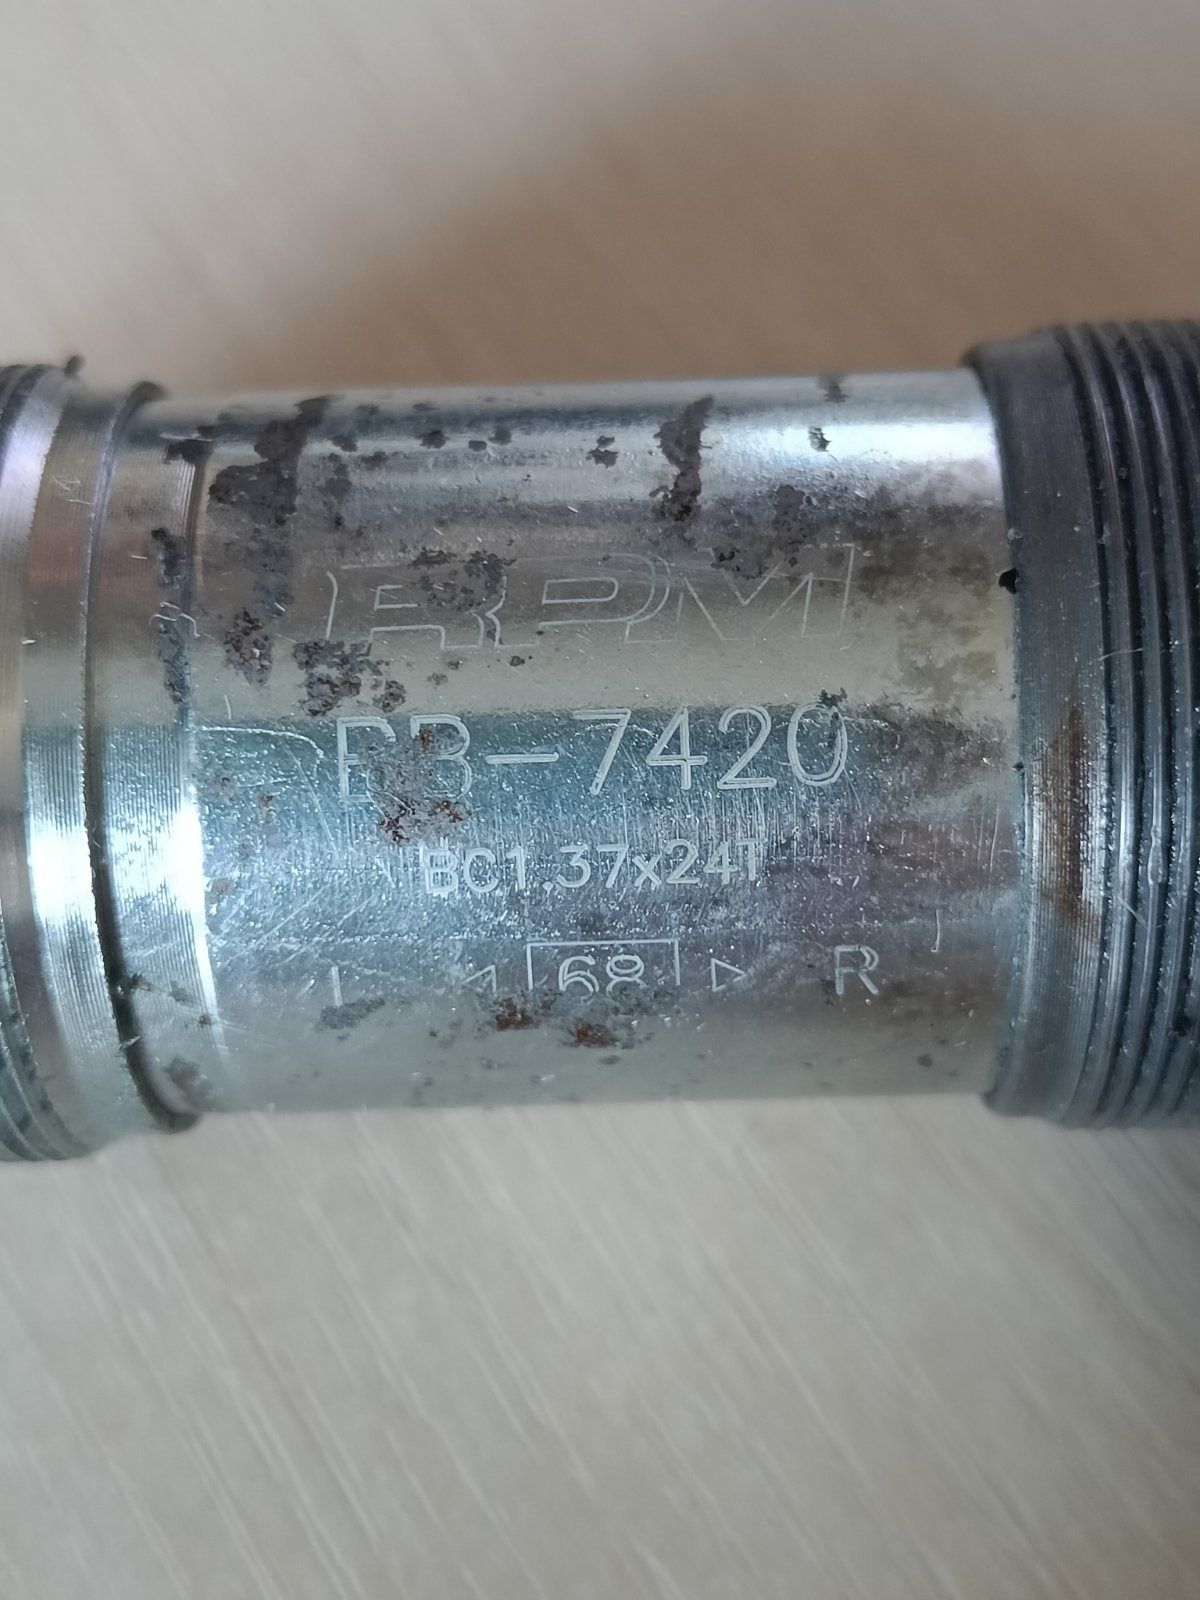 RPM
BB-7420
BC1.37x24T
L ◁ 68 ▷ R